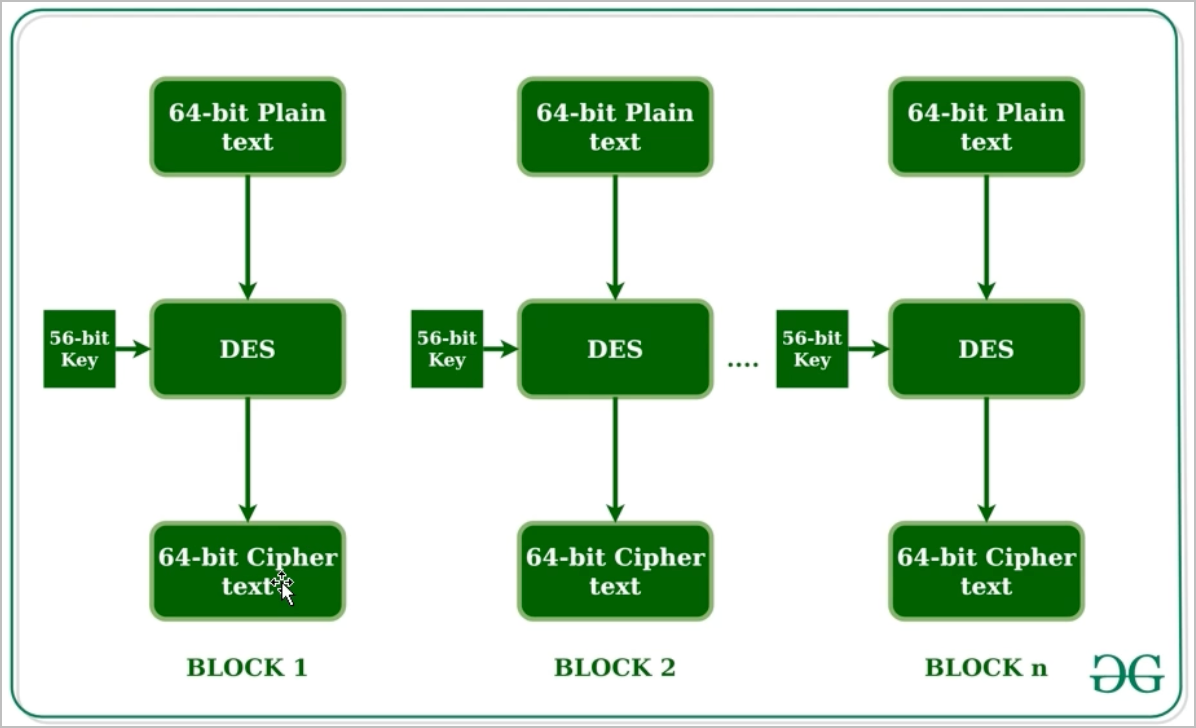 64-bit Plain
text
64-bit Plain
text
64-bit Plain
text
56-bit
Key
DES
56-bit
Key
DES
....
56-bit
Key
DES
64-bit Cipher
text
64-bit Cipher
text
64-bit Cipher
text
BLOCK 1
BLOCK 2
BLOCK n